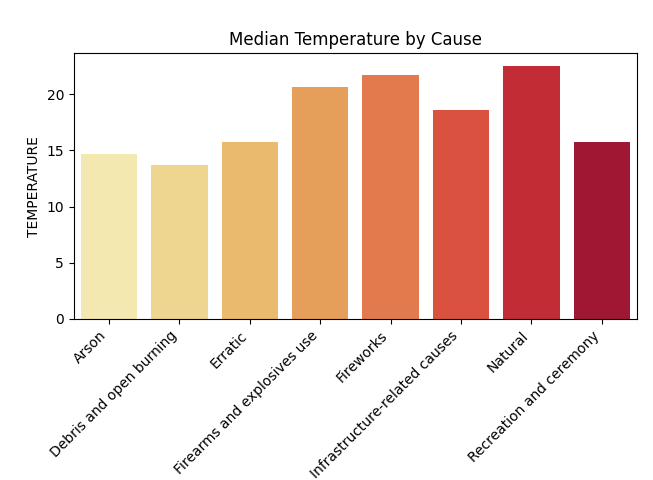 Median Temperature by Cause
TEMPERATURE
20
15
10
5
0
Arson
Debris and open burning
Erratic
Firearms and explosives use
Fireworks
Infrastructure-related causes
Natural
Recreation and ceremony